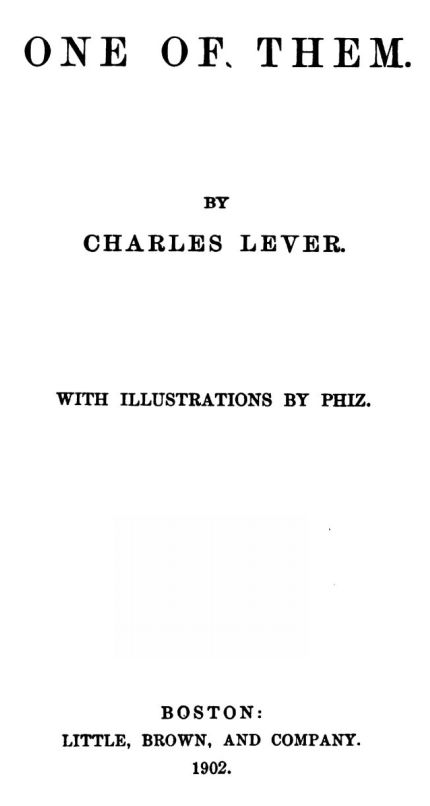 ONE OF THEM.
BY
CHARLES LEVER.
WITH ILLUSTRATIONS BY PHIZ.
BOSTON:
LITTLE, BROWN, AND COMPANY.
1902.